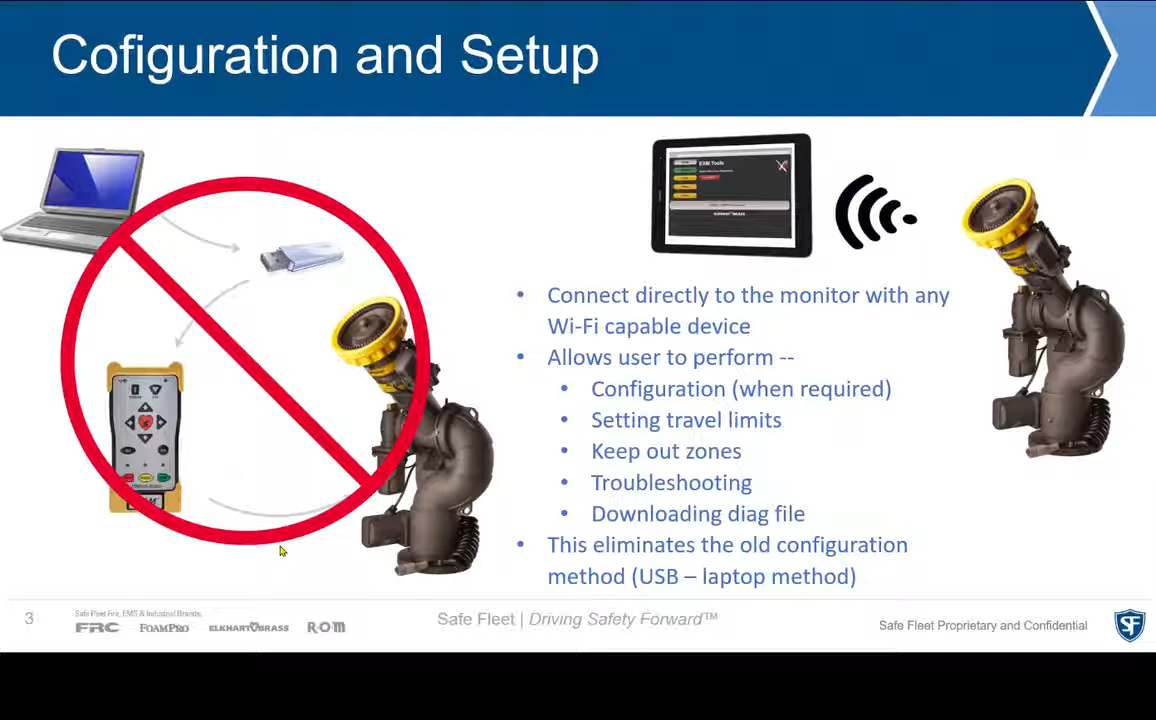 Cofiguration and Setup
EXM Tools
• Connect directly to the monitor with any
Wi-Fi capable device
• Allows user to perform --
• Configuration (when required)
• Setting travel limits
• Keep out zones
• Troubleshooting
• Downloading diag file
• This eliminates the old configuration
method (USB – laptop method)
3
Safe Fleet Fire, EMS & Industrial Brands.
FRC FOAMPRO ELKHART BRASS R·O·M
Safe Fleet | Driving Safety Forward™
Safe Fleet Proprietary and Confidential
SF